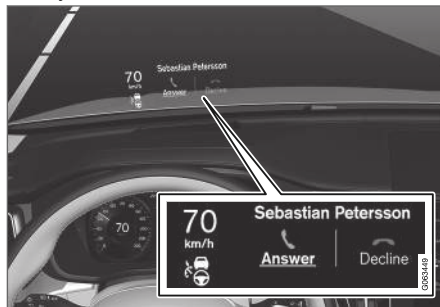 70
km/h
Sebastian Petersson
Answer
Decline
70
70
km/h
Sebastian Petersson
Answer
Decline
G063449